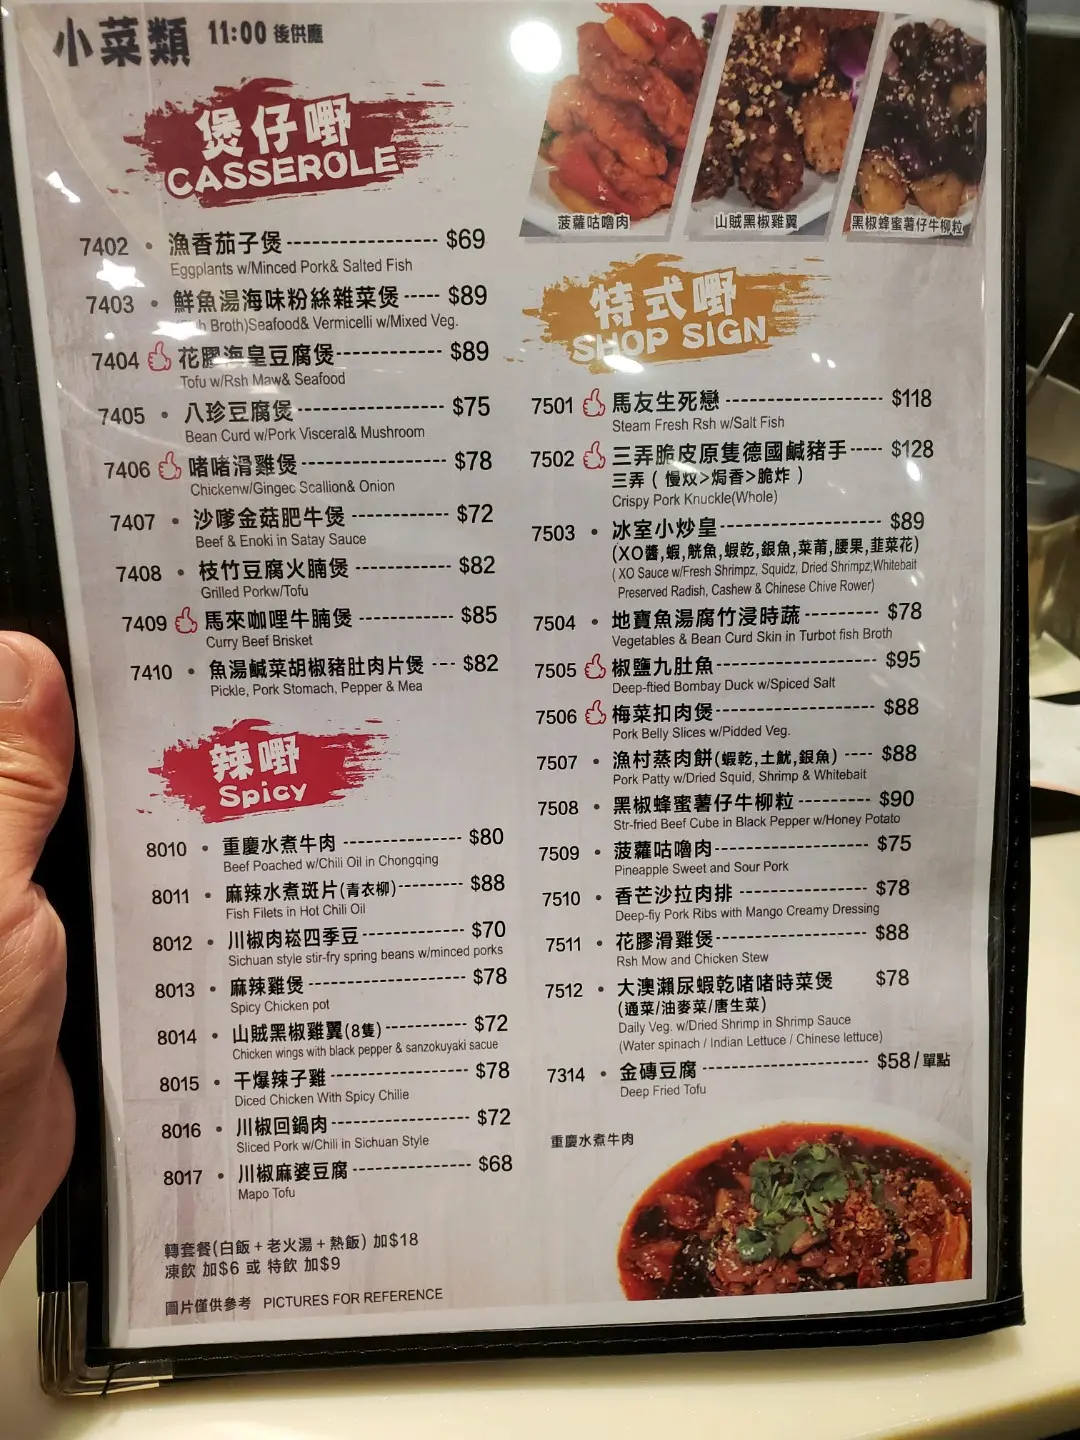 小菜類 11:00 後供應
煲仔嘢
CASSEROLE
7402 • 漁香茄子煲 ---- $69
Eggplants w/Minced Pork& Salted Fish
7403 • 鮮魚湯海味粉絲雜菜煲 ---- $89
Broth)Seafood& Vermicelli w/Mixed Veg.
7404 花膠海皇豆腐煲 ---- $89
Tofu w/Rsh Maw& Seafood
7405 • 八珍豆腐煲 ---- $75
Bean Curd w/Pork Visceral& Mushroom
7406 啫啫滑雞煲 ---- $78
Chickenw/Gingec Scallion& Onion
7407 • 沙嗲金菇肥牛煲 ---- $72
Beef & Enoki in Satay Sauce
7408 • 枝竹豆腐火腩煲 ---- $82
Grilled Porkw/Tofu
7409 馬來咖哩牛腩煲 ---- $85
Curry Beef Brisket
7410 • 魚湯鹹菜胡椒豬肚肉片煲 --- $82
Pickle, Pork Stomach, Pepper & Mea
辣嘢
Spicy
8010 • 重慶水煮牛肉 ---- $80
Beef Poached w/Chili Oil in Chongqing
8011 • 麻辣水煮斑片(青衣柳) ---- $88
Fish Filets in Hot Chili Oil
8012 • 川椒肉崧四季豆 ---- $70
Sichuan style stir-fry spring beans w/minced porks
8013 • 麻辣雞煲 ---- $78
Spicy Chicken pot
8014 • 山賊黑椒雞翼(8隻) ---- $72
Chicken wings with black pepper & sanzokuyaki sacue
8015 • 干爆辣子雞 ---- $78
Diced Chicken With Spicy Chilie
8016 • 川椒回鍋肉 ---- $72
Sliced Pork w/Chili in Sichuan Style
8017 • 川椒麻婆豆腐 ---- $68
Mapo Tofu
轉套餐(白飯+老火湯+熱飯) 加$18
凍飲 加$6 或 特飲 加$9
圖片僅供參考 PICTURES FOR REFERENCE
菠蘿咕嚕肉
山賊黑椒雞翼
黑椒蜂蜜薯仔牛柳粒
特式嘢
SHOP SIGN
7501 馬友生死戀 ---- $118
Steam Fresh Rsh w/Salt Fish
7502 三弄脆皮原隻德國鹹豬手 ---- $128
三弄 ( 慢炆>焗香>脆炸 )
Crispy Pork Knuckle(Whole)
7503 • 冰室小炒皇 ---- $89
(XO醬,蝦,魷魚,蝦乾,銀魚,菜莆,腰果,韮菜花)
( XO Sauce w/Fresh Shrimpz, Squidz, Dried Shrimpz,Whitebait
Preserved Radish, Cashew & Chinese Chive Rower)
7504 • 地寶魚湯腐竹浸時蔬 ---- $78
Vegetables & Bean Curd Skin in Turbot fish Broth
7505 椒鹽九肚魚 ---- $95
Deep-ftied Bombay Duck w/Spiced Salt
7506 梅菜扣肉煲 ---- $88
Pork Belly Slices w/Pidded Veg.
7507 • 漁村蒸肉餅(蝦乾,土魷,銀魚) ---- $88
Pork Patty w/Dried Squid, Shrimp & Whitebait
7508 • 黑椒蜂蜜薯仔牛柳粒 ---- $90
Str-fried Beef Cube in Black Pepper w/Honey Potato
7509 • 菠蘿咕嚕肉 ---- $75
Pineapple Sweet and Sour Pork
7510 • 香芒沙拉肉排 ---- $78
Deep-fiy Pork Ribs with Mango Creamy Dressing
7511 • 花膠滑雞煲 ---- $88
Rsh Mow and Chicken Stew
7512 • 大澳瀨尿蝦乾啫啫時菜煲 $78
(通菜/油麥菜/唐生菜)
Daily Veg. w/Dried Shrimp in Shrimp Sauce
(Water spinach / Indian Lettuce / Chinese lettuce)
7314 • 金磚豆腐 ---- $58/單點
Deep Fried Tofu
重慶水煮牛肉